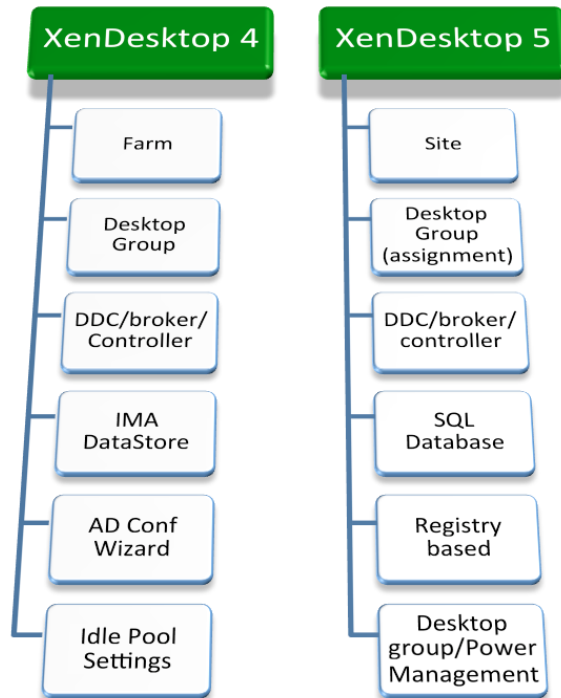 XenDesktop 4
Farm
Desktop
Group
DDC/broker/
Controller
IMA
DataStore
AD Conf
Wizard
Idle Pool
Settings
XenDesktop 5
Site
Desktop
Group
(assignment)
DDC/broker/
controller
SQL
Database
Registry
based
Desktop
group/Power
Management